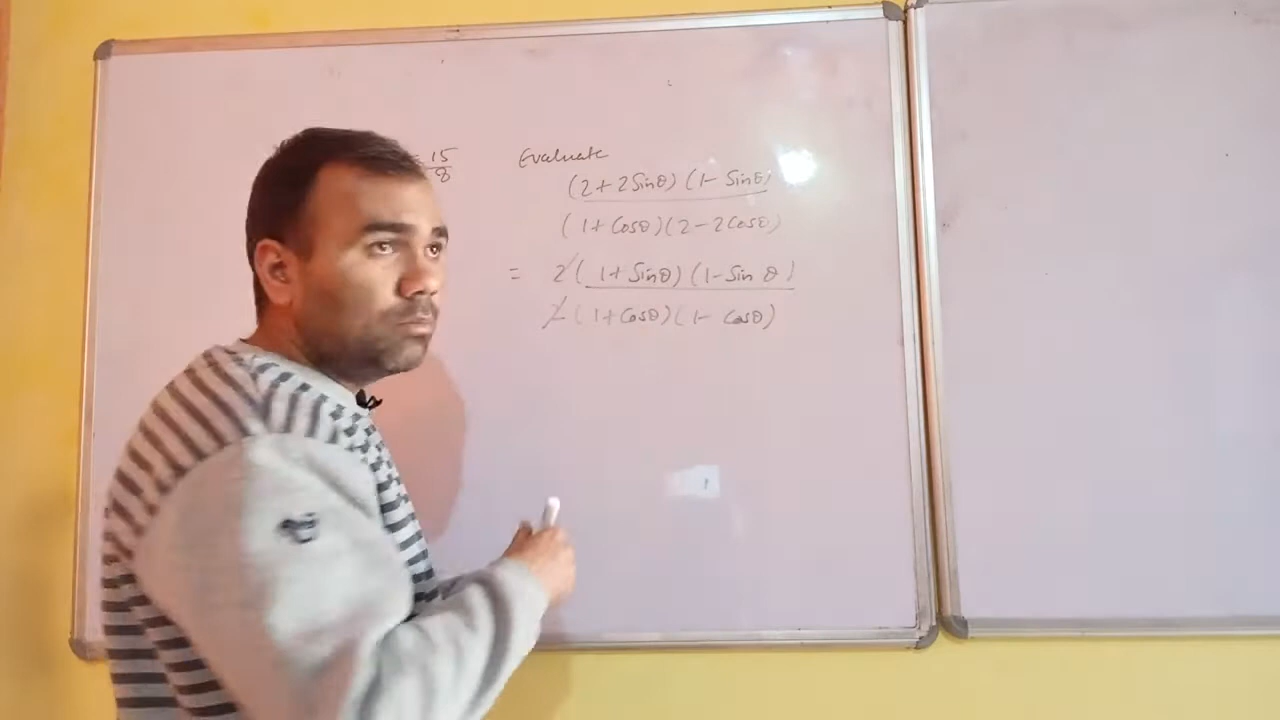 = 15/8
Evaluate
(2+2Sinθ)(1-Sinθ)
(1+Cosθ)(2-2Cosθ)
= 2(1+Sinθ)(1-Sin θ)
2(1+Cosθ)(1- Cosθ)